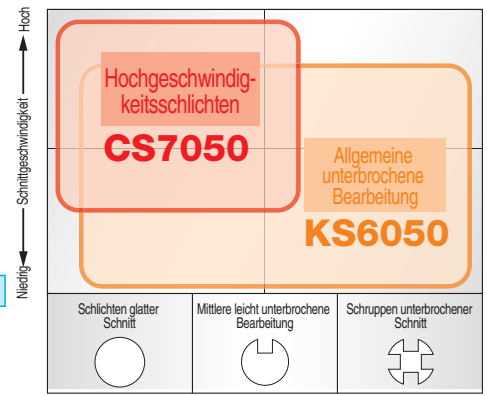 Hoch
Schnittgeschwindigkeit
Niedrig
Hochgeschwindig-
keitsschlichten
CS7050
Allgemeine
unterbrochene
Bearbeitung
KS6050
Schlichten glatter
Schnitt
Mittlere leicht unterbrochene
Bearbeitung
Schruppen unterbrochener
Schnitt